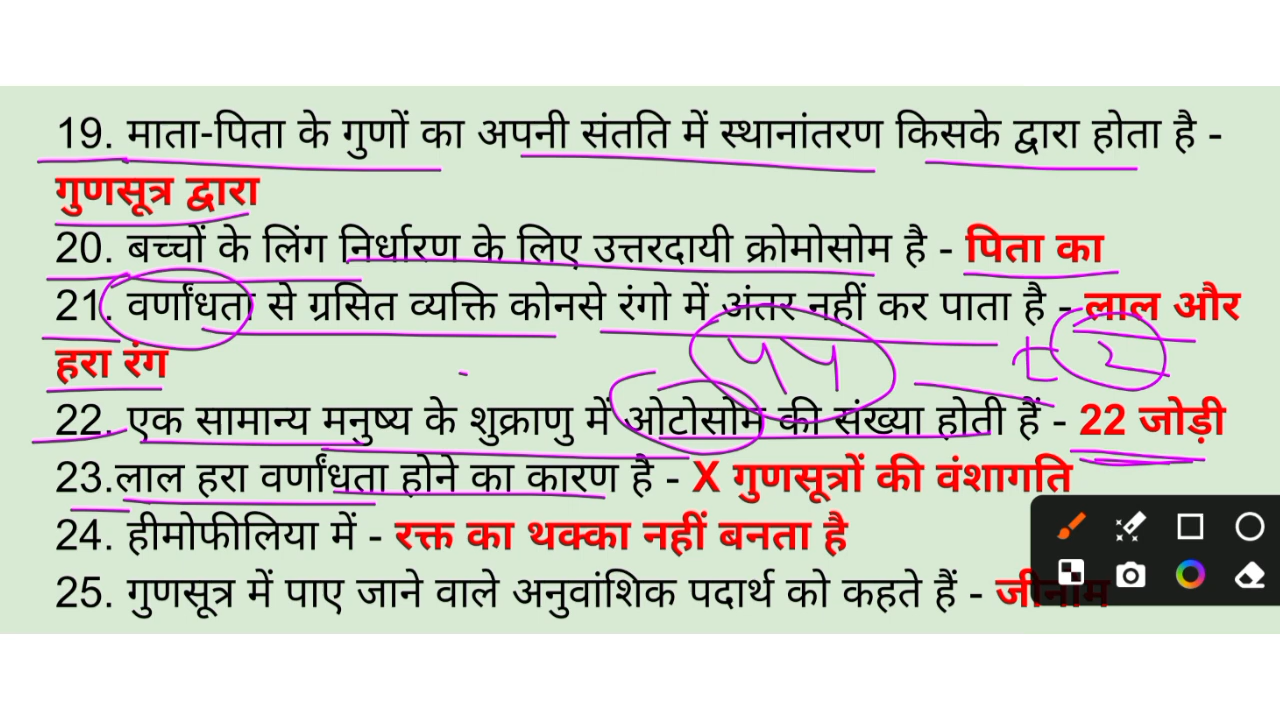 19. माता-पिता के गुणों का अपनी संतति में स्थानांतरण किसके द्वारा होता है -
गुणसूत्र द्वारा
20. बच्चों के लिंग निर्धारण के लिए उत्तरदायी क्रोमोसोम है - पिता का
21. वर्णांधता से ग्रसित व्यक्ति कोनसे रंगो में अंतर नहीं कर पाता है - लाल और
हरा रंग
44 + 2
22. एक सामान्य मनुष्य के शुक्राणु में ओटोसोम की संख्या होती हैं - 22 जोड़ी
23.लाल हरा वर्णांधता होने का कारण है - X गुणसूत्रों की वंशागति
24. हीमोफीलिया में - रक्त का थक्का नहीं बनता है
25. गुणसूत्र में पाए जाने वाले अनुवांशिक पदार्थ को कहते हैं - जीनोम